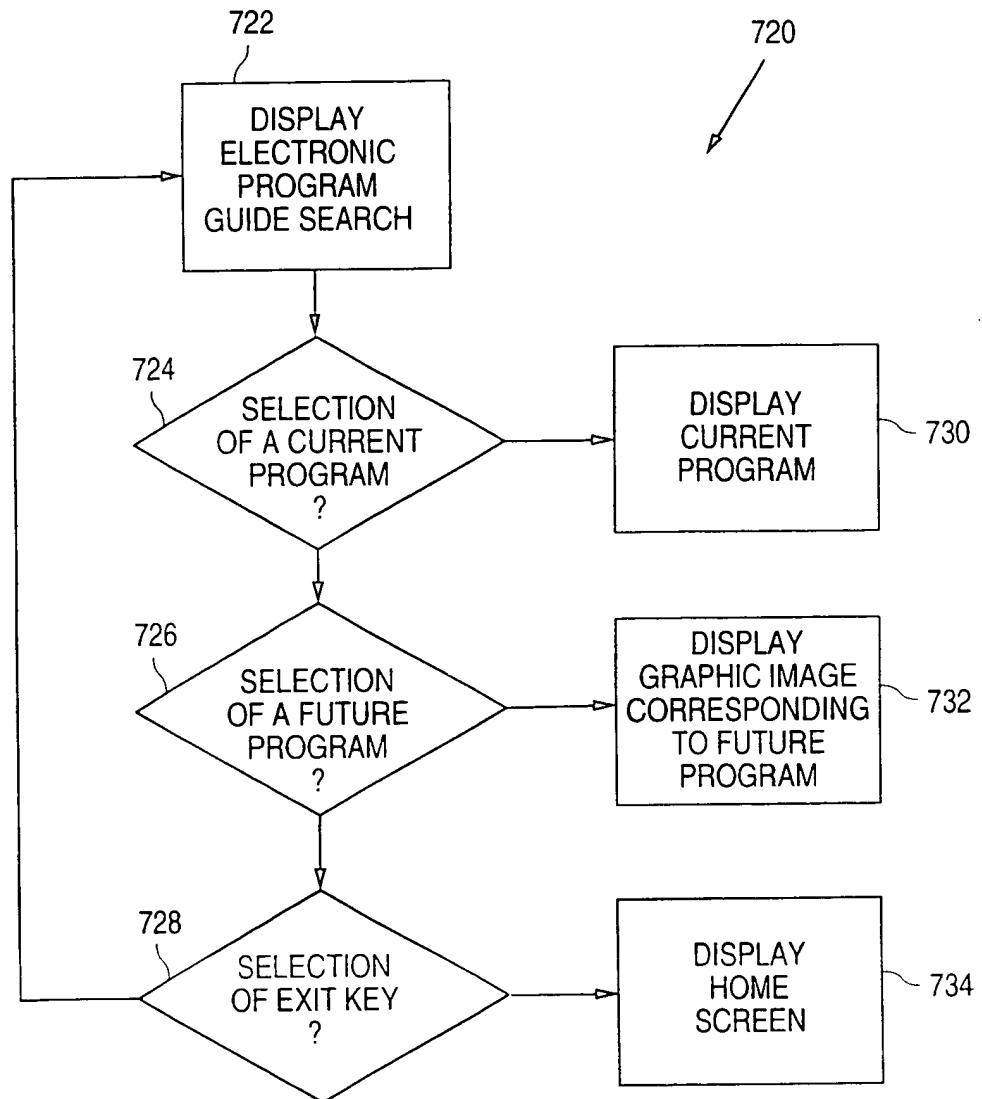 722
720
DISPLAY
ELECTRONIC
PROGRAM
GUIDE SEARCH
724
SELECTION
OF A CURRENT
PROGRAM
?
DISPLAY
CURRENT
PROGRAM
730
726
SELECTION
OF A FUTURE
PROGRAM
?
DISPLAY
GRAPHIC IMAGE
CORRESPONDING
TO FUTURE
PROGRAM
732
728
SELECTION
OF EXIT KEY
?
DISPLAY
HOME
SCREEN
734